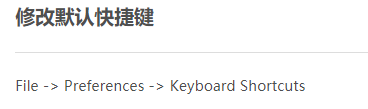 修改默认快捷键
File -> Preferences -> Keyboard Shortcuts